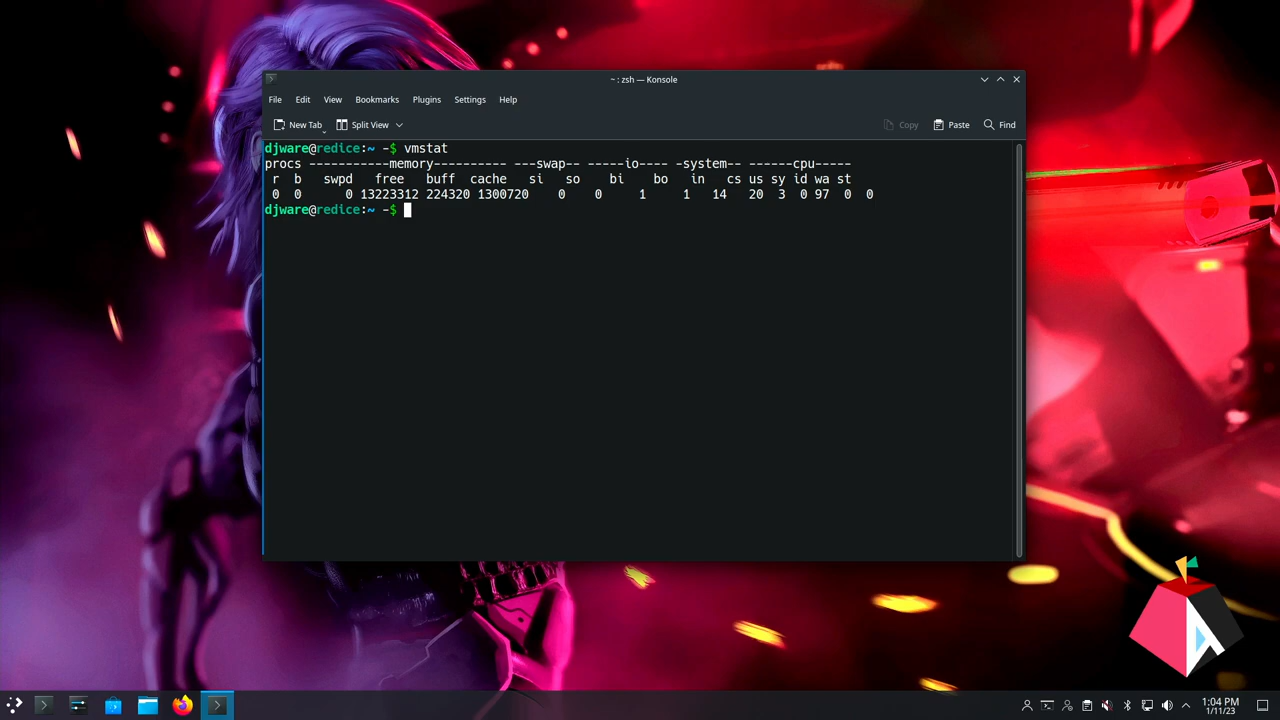 ~ : zsh — Konsole
File Edit View Bookmarks Plugins Settings Help
New Tab Split View Copy Paste Find
djware@redice:~ ~$ vmstat
procs -----------memory---------- ---swap-- -----io---- -system-- ------cpu-----
 r  b   swpd   free   buff  cache   si   so    bi    bo   in   cs us sy id wa st
 0  0      0 13223312 224320 1300720    0    0     1     1   14   20  3  0 97  0  0
djware@redice:~ ~$
1:04 PM
1/11/23